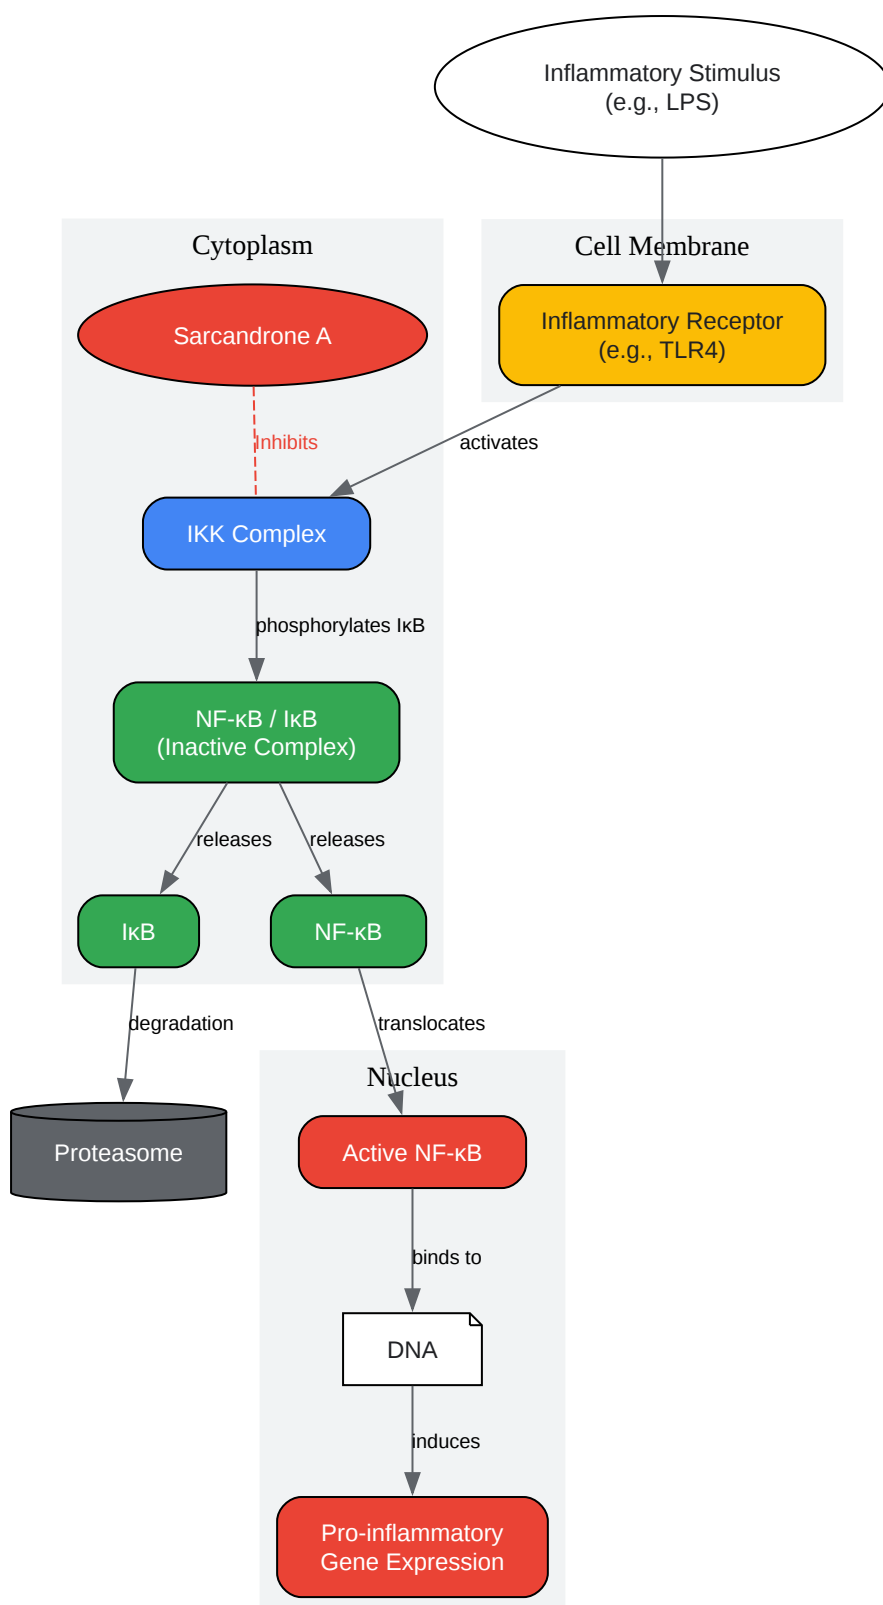 Inflammatory Stimulus
(e.g., LPS)
Cytoplasm
Cell Membrane
Sarcandrone A
Inflammatory Receptor
(e.g., TLR4)
Inhibits
activates
IKK Complex
phosphorylates IκB
NF-κB / IκB
(Inactive Complex)
releases
releases
IκB
NF-κB
degradation
translocates
Nucleus
Proteasome
Active NF-κB
binds to
DNA
induces
Pro-inflammatory
Gene Expression